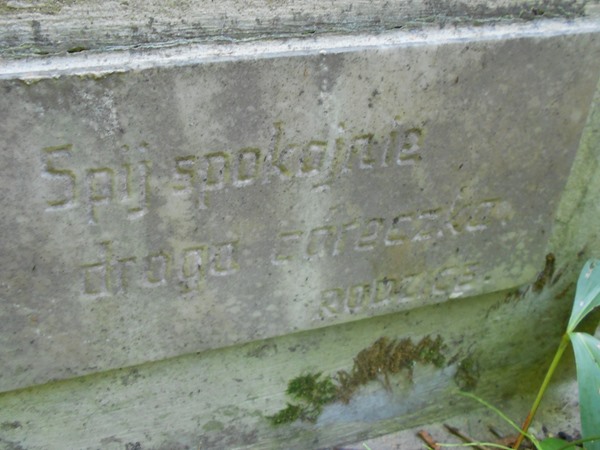 Śpij spokojnie
droga córeczko
RODZICE